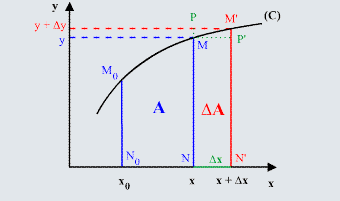 y
P
M'
(C)
y + Δy
y
M
P'
M₀
A
ΔA
N₀
N
Δx
N'
x₀
x
x + Δx
x